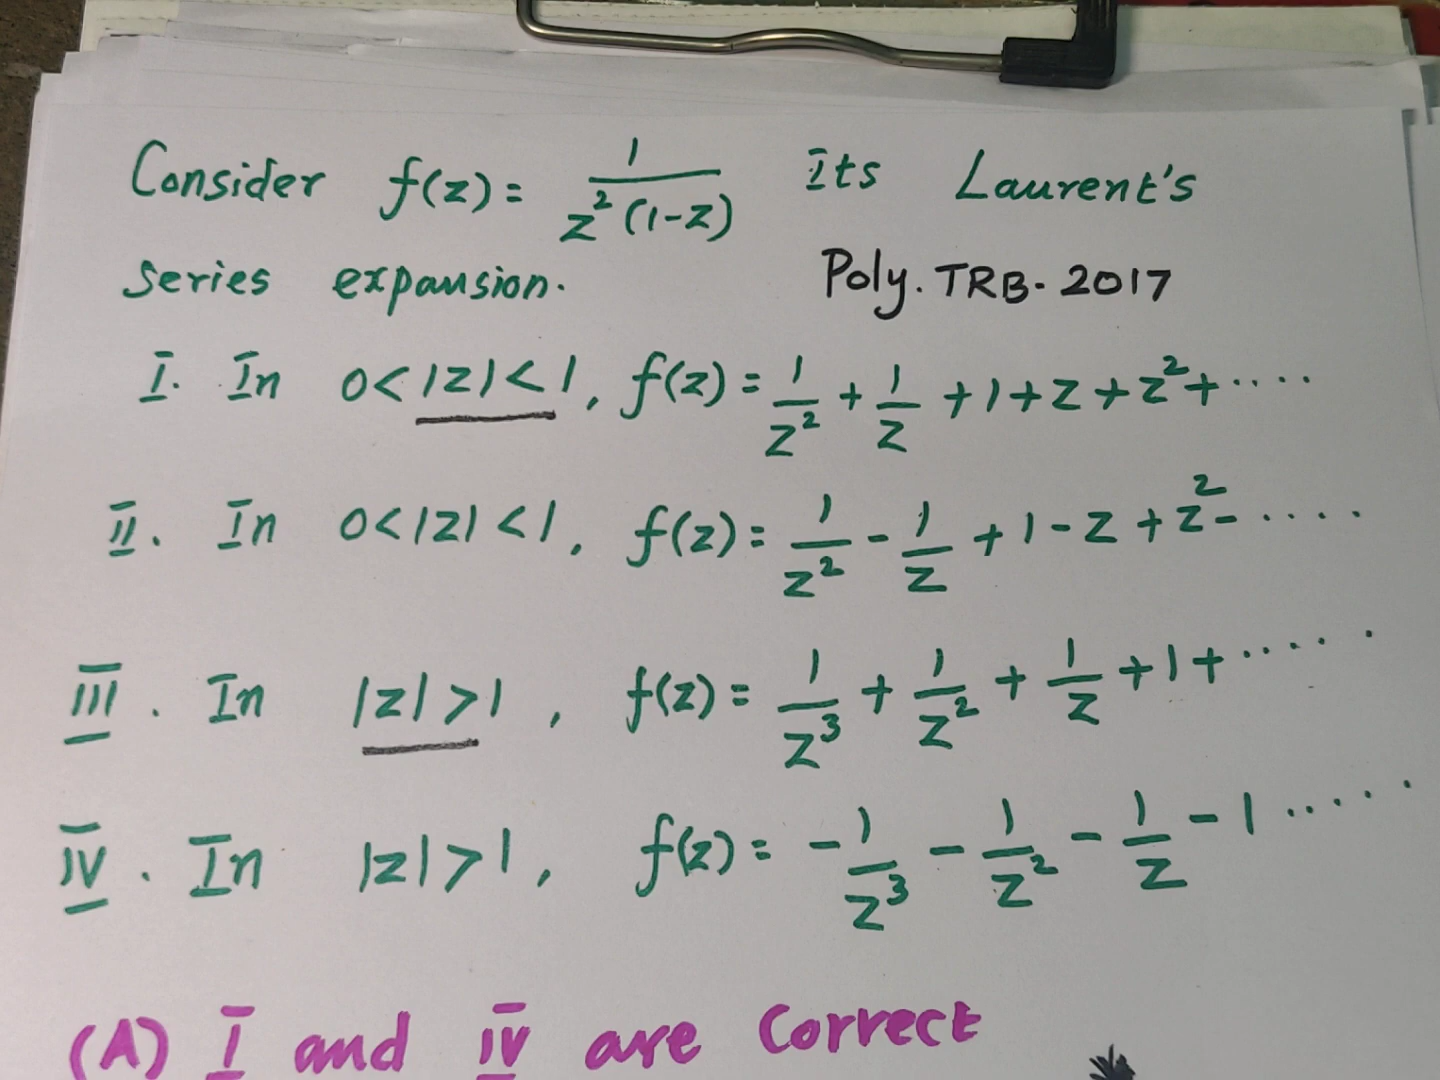 Consider f(z) = 1/z²(1-z) Its Laurent's
series expansion. Poly. TRB- 2017
I. In 0<|z|<1, f(z) = 1/z² + 1/z + 1 + z + z² + ....
II. In 0<|z|<1, f(z) = 1/z² - 1/z + 1 - z + z² - ....
III. In |z|>1, f(z) = 1/z³ + 1/z² + 1/z + 1 + .....
IV. In |z|>1, f(z) = -1/z³ - 1/z² - 1/z - 1 .....
(A) I and IV are Correct